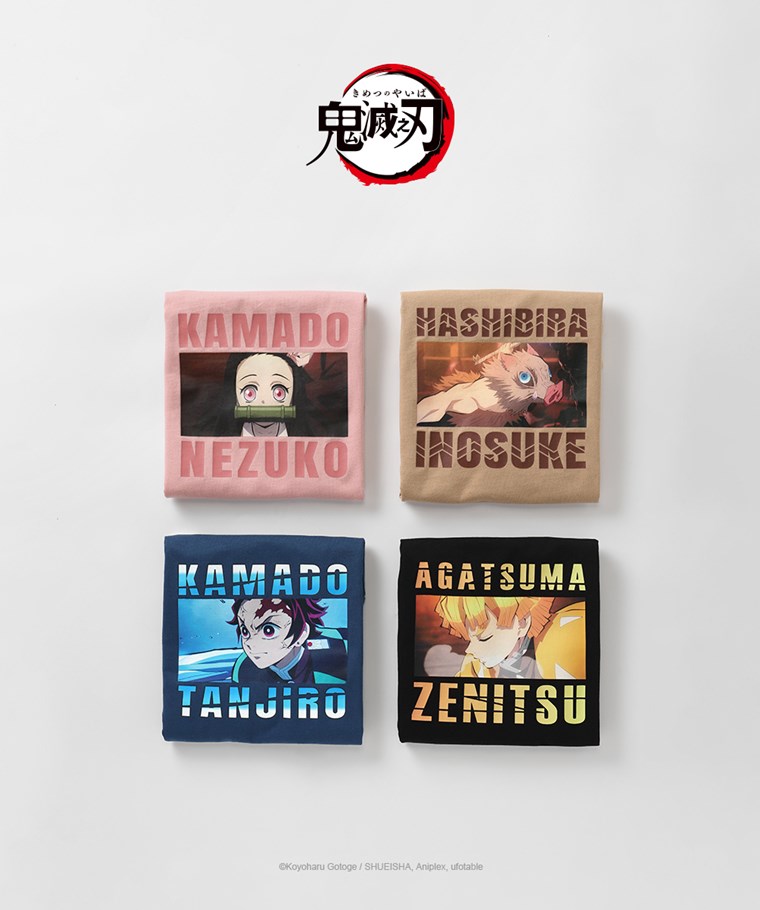 きめつのやいば
鬼滅之刃
KAMADO
NEZUKO
HASHIBIRA
INOSUKE
KAMADO
TANJIRO
AGATSUMA
ZENITSU
©Koyoharu Gotoge / SHUEISHA, Aniplex, ufotable